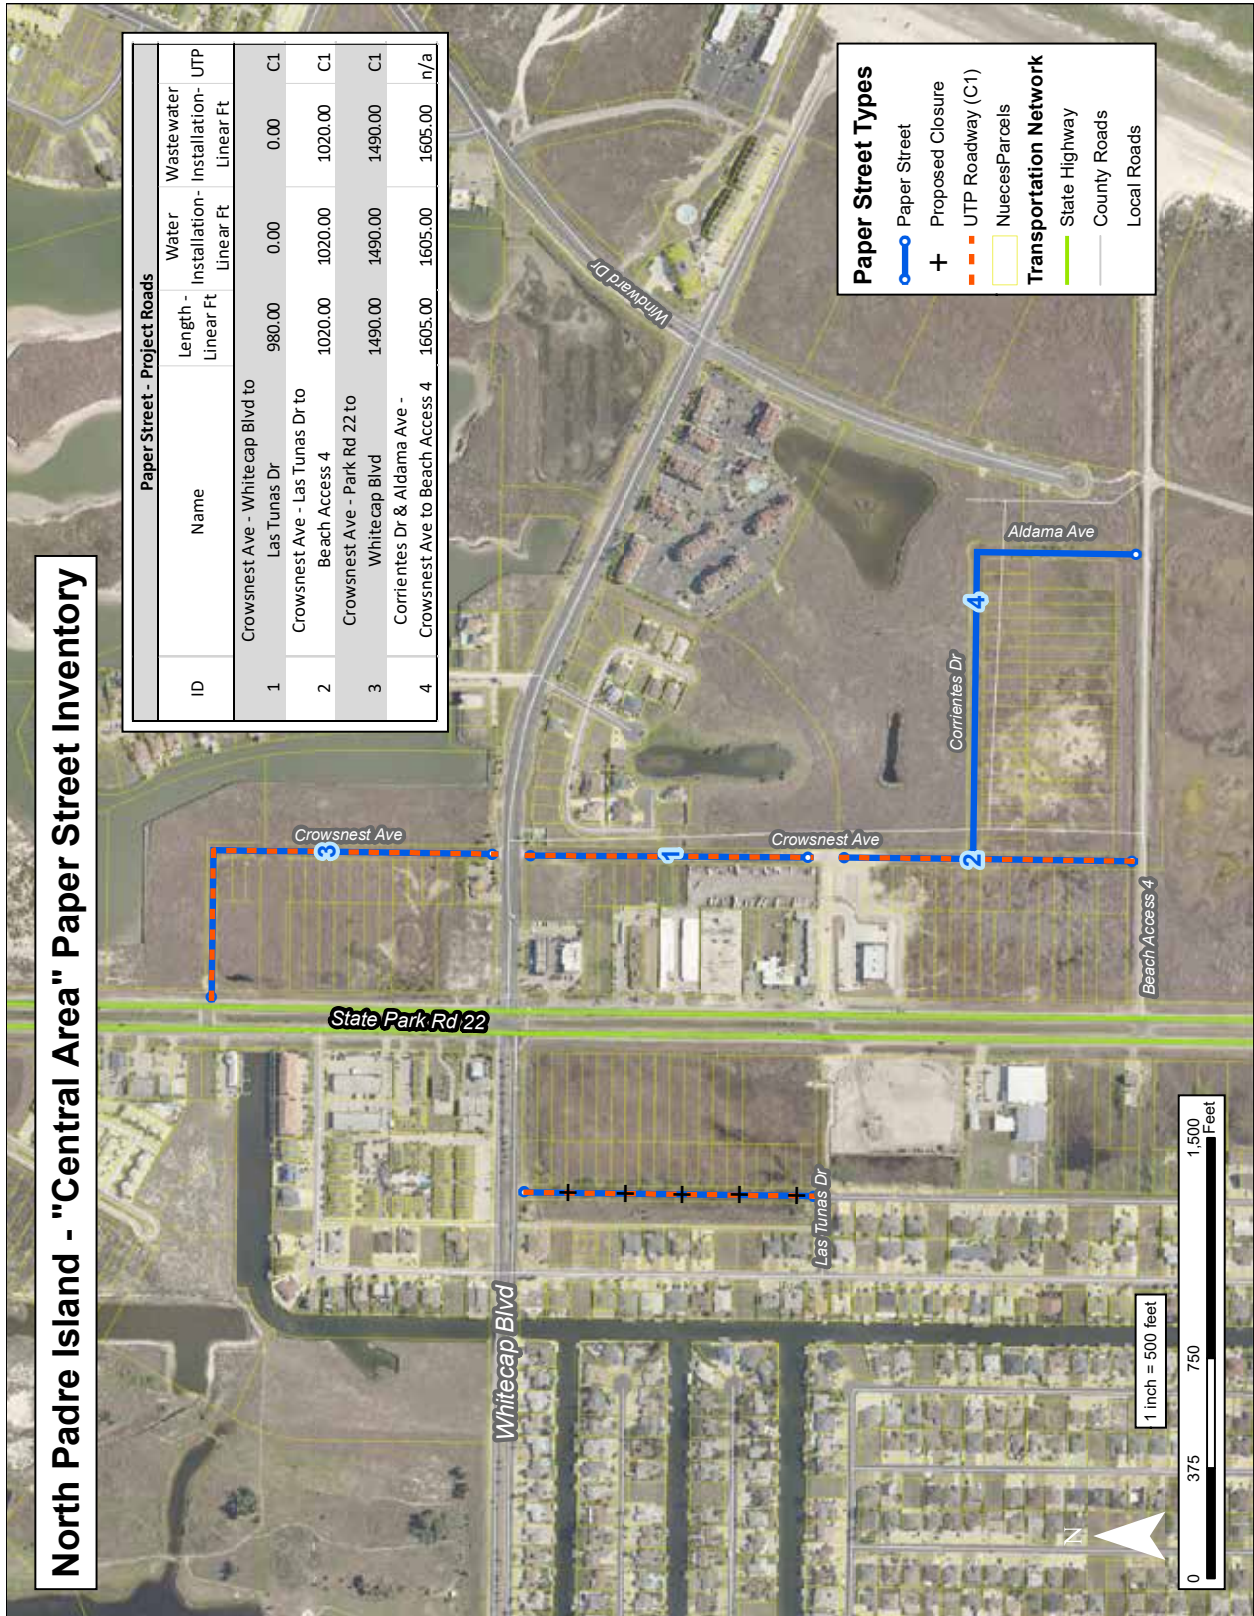 North Padre Island - "Central Area" Paper Street Inventory
Paper Street - Project Roads
ID Name Length - Linear Ft Water Installation- Linear Ft Wastewater Installation- Linear Ft UTP
1 Crowsnest Ave - Whitecap Blvd to Las Tunas Dr 980.00 0.00 0.00 C1
2 Crowsnest Ave - Las Tunas Dr to Beach Access 4 1020.00 1020.00 1020.00 C1
3 Crowsnest Ave - Park Rd 22 to Whitecap Blvd 1490.00 1490.00 1490.00 C1
4 Corrientes Dr & Aldama Ave - Crowsnest Ave to Beach Access 4 1605.00 1605.00 1605.00 n/a
Crowsnest Ave
3
State Park Rd 22
Whitecap Blvd
Windward Dr
1
Crowsnest Ave
2
Las Tunas Dr
Corrientes Dr
4
Aldama Ave
Beach Access 4
Paper Street Types
Paper Street
Proposed Closure
UTP Roadway (C1)
NuecesParcels
Transportation Network
State Highway
County Roads
Local Roads
1 inch = 500 feet
N
0 375 750 1,500
Feet